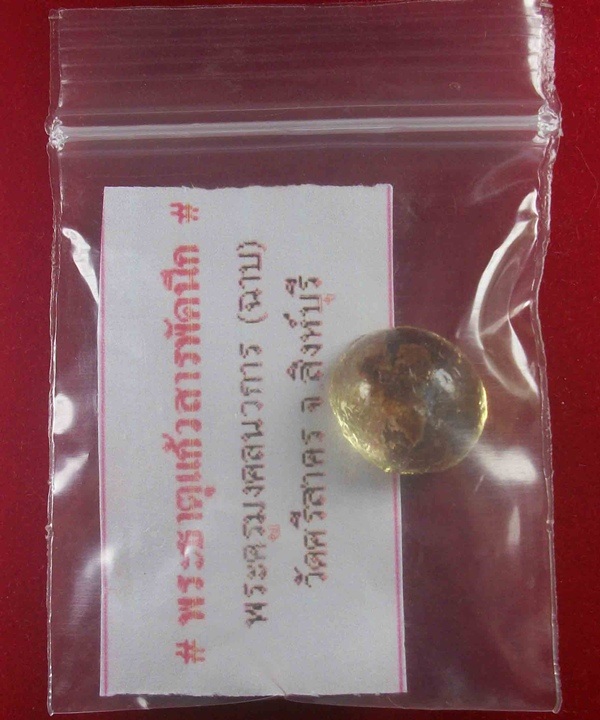 # พระธาตุแก้วสารพัดนึก #
พระครูมงคลนวการ (ฉาบ)
วัดศรีสาคร จ.สิงห์บุรี